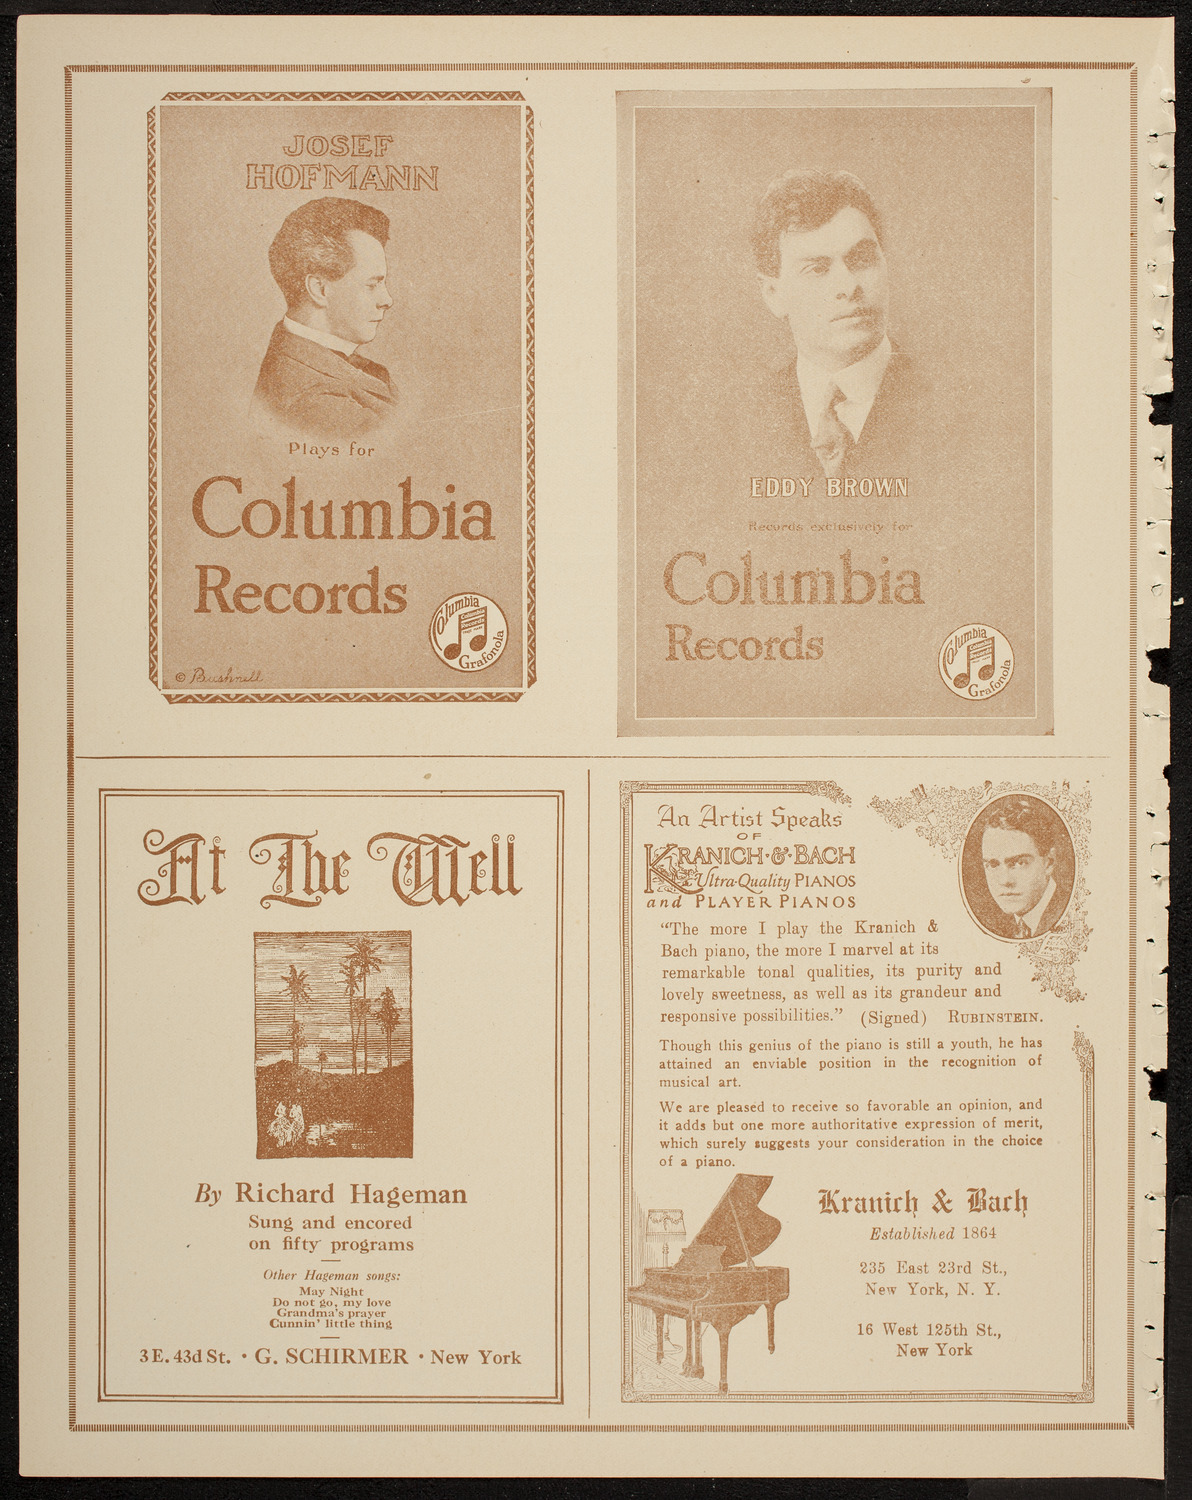 JOSEF
HOFMANN
Plays for
Columbia
Records
Columbia
Grafonola
© Bushnell
EDDY BROWN
Records exclusively for
Columbia
Records
Columbia
Grafonola
At The Well
By Richard Hageman
Sung and encored
on fifty programs
Other Hageman songs:
May Night
Do not go, my love
Grandma's prayer
Cunnin' little thing
3 E. 43d St. • G. SCHIRMER • New York
An Artist Speaks
OF
KRANICH·&·BACH
Ultra-Quality PIANOS
and PLAYER PIANOS
"The more I play the Kranich &
Bach piano, the more I marvel at its
remarkable tonal qualities, its purity and
lovely sweetness, as well as its grandeur and
responsive possibilities." (Signed) RUBINSTEIN.
Though this genius of the piano is still a youth, he has
attained an enviable position in the recognition of
musical art.
We are pleased to receive so favorable an opinion, and
it adds but one more authoritative expression of merit,
which surely suggests your consideration in the choice
of a piano.
Kranich & Bach
Established 1864
235 East 23rd St.,
New York, N. Y.
16 West 125th St.,
New York